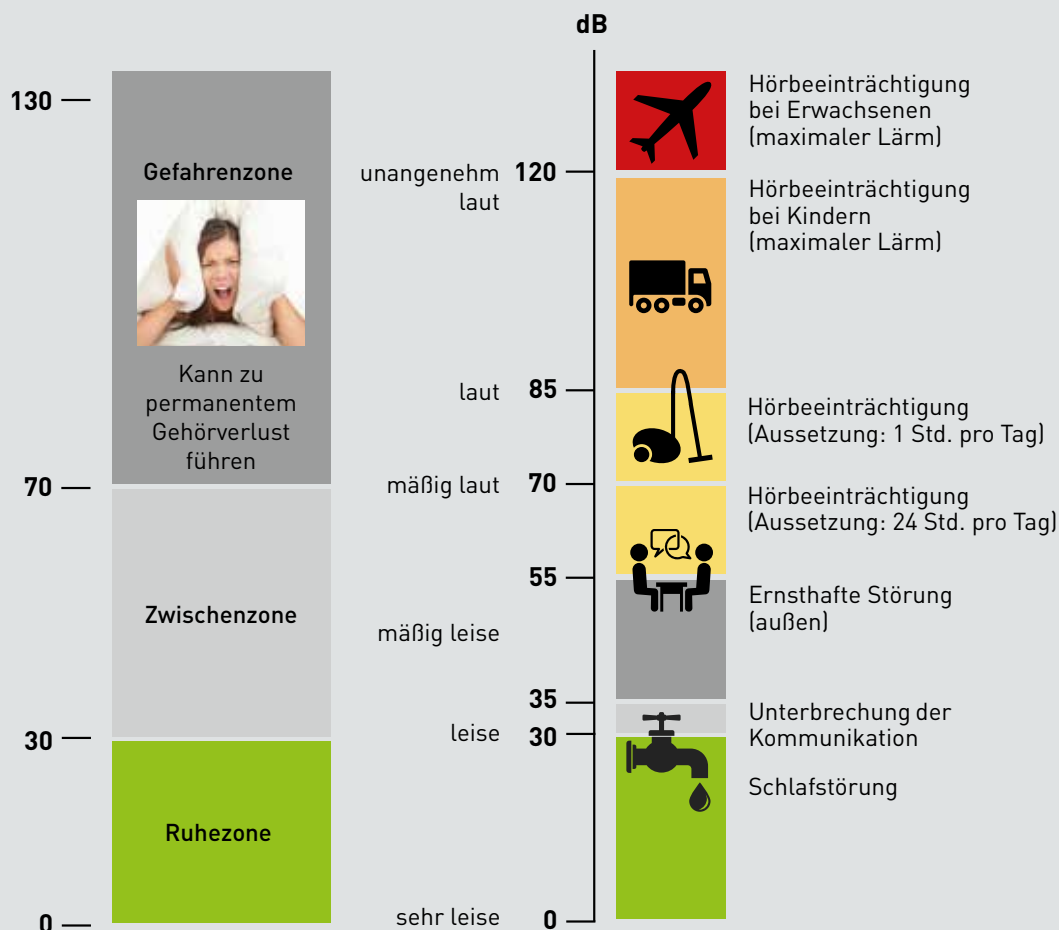 130
70
30
0
Gefahrenzone
Kann zu
permanentem
Gehörverlust
führen
Zwischenzone
Ruhezone
unangenehm
laut
laut
mäßig laut
mäßig leise
leise
sehr leise
dB
120
85
70
55
35
30
0
Hörbeeinträchtigung
bei Erwachsenen
(maximaler Lärm)
Hörbeeinträchtigung
bei Kindern
(maximaler Lärm)
Hörbeeinträchtigung
(Aussetzung: 1 Std. pro Tag)
Hörbeeinträchtigung
(Aussetzung: 24 Std. pro Tag)
Ernsthafte Störung
(außen)
Unterbrechung der
Kommunikation
Schlafstörung